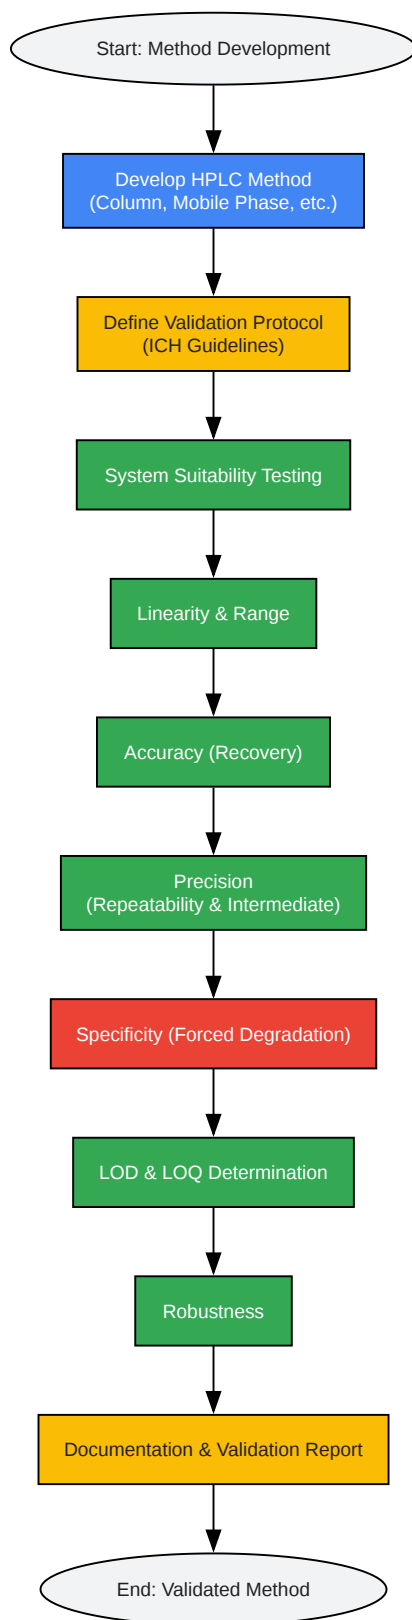 Start: Method Development
Develop HPLC Method
(Column, Mobile Phase, etc.)
Define Validation Protocol
(ICH Guidelines)
System Suitability Testing
Linearity & Range
Accuracy (Recovery)
Precision
(Repeatability & Intermediate)
Specificity (Forced Degradation)
LOD & LOQ Determination
Robustness
Documentation & Validation Report
End: Validated Method